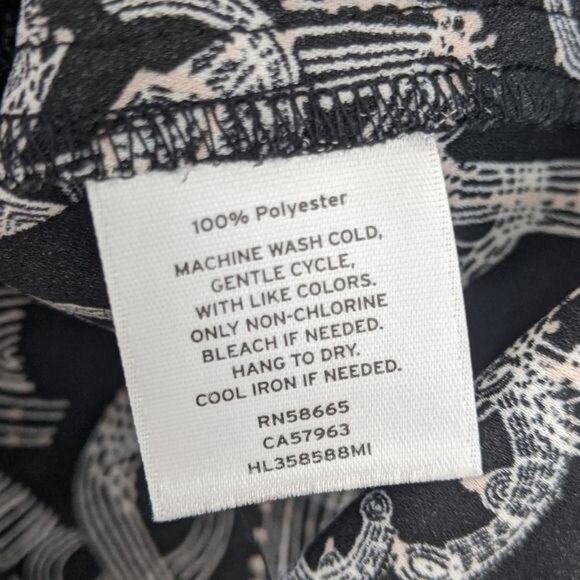 100% Polyester
MACHINE WASH COLD,
GENTLE CYCLE,
WITH LIKE COLORS.
ONLY NON-CHLORINE
BLEACH IF NEEDED.
HANG TO DRY.
COOL IRON IF NEEDED.
RN58665
CA57963
HL358588MI